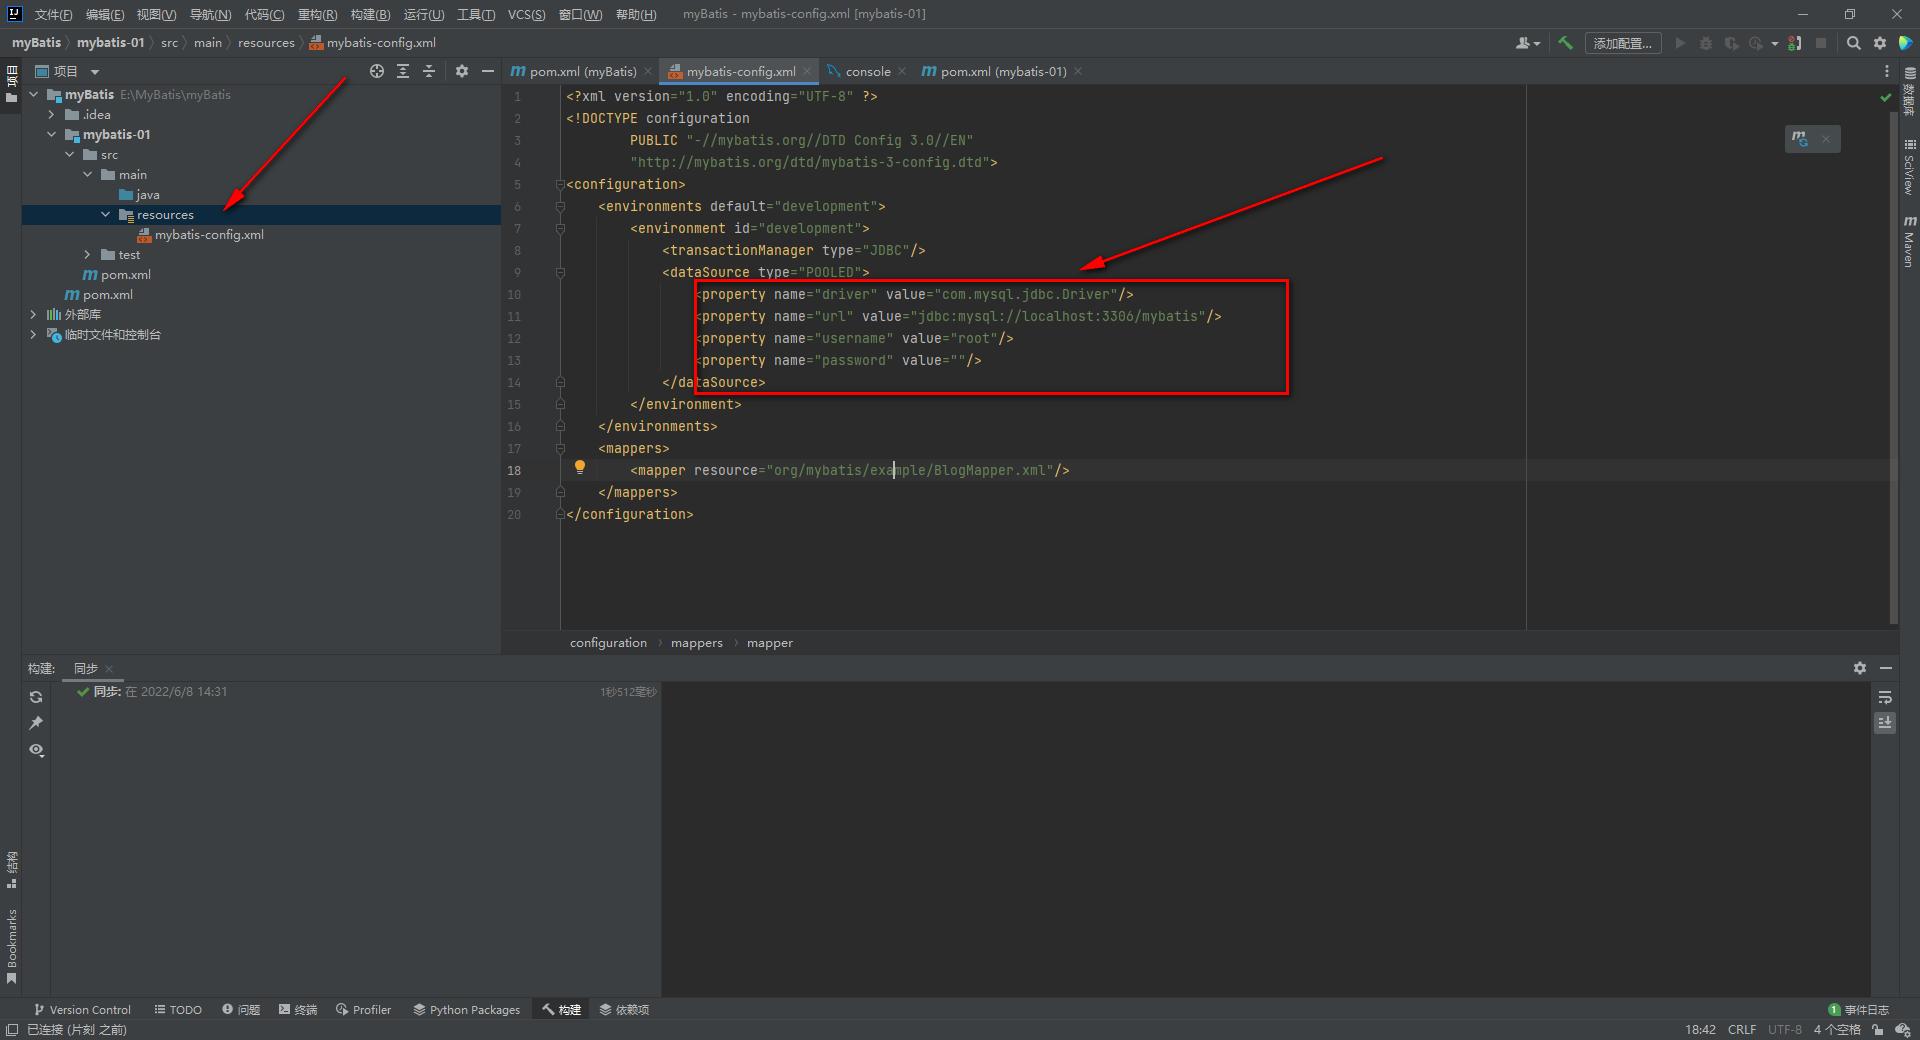 文件(F) 编辑(E) 视图(V) 导航(N) 代码(C) 重构(R) 构建(B) 运行(U) 工具(T) VCS(S) 窗口(W) 帮助(H) myBatis - mybatis-config.xml [mybatis-01]
myBatis mybatis-01 src main resources mybatis-config.xml 添加配置...
项目
项目
pom.xml (myBatis) mybatis-config.xml console pom.xml (mybatis-01)
myBatis E:\MyBatis\myBatis
.idea
mybatis-01
src
main
java
resources
mybatis-config.xml
test
pom.xml
pom.xml
外部库
临时文件和控制台
1 <?xml version="1.0" encoding="UTF-8" ?>
2 <!DOCTYPE configuration
3 PUBLIC "-//mybatis.org//DTD Config 3.0//EN"
4 "http://mybatis.org/dtd/mybatis-3-config.dtd">
5 <configuration>
6 <environments default="development">
7 <environment id="development">
8 <transactionManager type="JDBC"/>
9 <dataSource type="POOLED">
10 <property name="driver" value="com.mysql.jdbc.Driver"/>
11 <property name="url" value="jdbc:mysql://localhost:3306/mybatis"/>
12 <property name="username" value="root"/>
13 <property name="password" value=""/>
14 </dataSource>
15 </environment>
16 </environments>
17 <mappers>
18 <mapper resource="org/mybatis/example/BlogMapper.xml"/>
19 </mappers>
20 </configuration>
configuration mappers mapper
数据库
SciView
Maven
构建: 同步
同步: 在 2022/6/8 14:31 1秒512毫秒
结构
Bookmarks
Version Control TODO 问题 终端 Profiler Python Packages 构建 依赖项 1 事件日志
已连接 (片刻 之前) 18:42 CRLF UTF-8 4 个空格